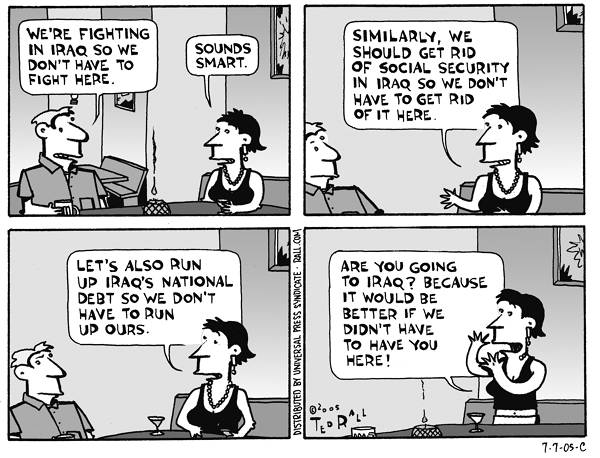 WE'RE FIGHTING
IN IRAQ SO WE
DON'T HAVE TO
FIGHT HERE.
SOUNDS
SMART.
SIMILARLY, WE
SHOULD GET RID
OF SOCIAL SECURITY
IN IRAQ SO WE DON'T
HAVE TO GET RID
OF IT HERE.
LET'S ALSO RUN
UP IRAQ'S NATIONAL
DEBT SO WE DON'T
HAVE TO RUN
UP OURS.
DISTRIBUTED BY UNIVERSAL PRESS SYNDICATE · RALL.COM
ARE YOU GOING
TO IRAQ? BECAUSE
IT WOULD BE
BETTER IF WE
DIDN'T HAVE
TO HAVE YOU
HERE!
©2005
TED RALL
7-7-05-C